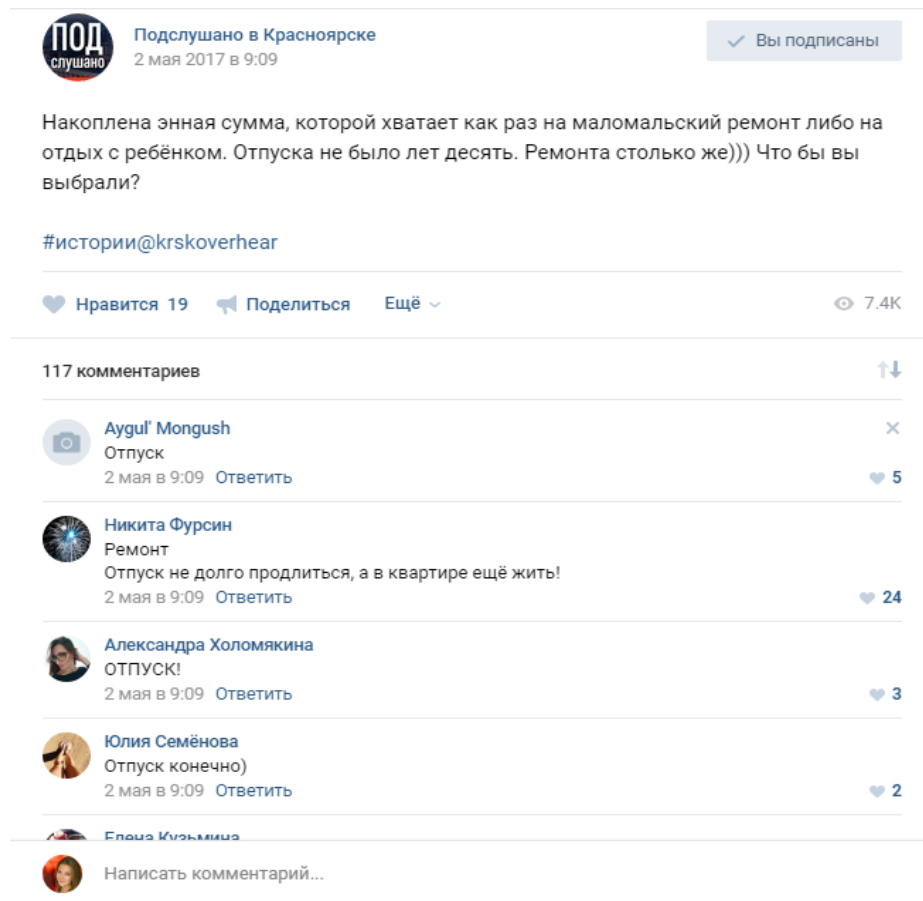 ПОД
слушано
Подслушано в Красноярске
2 мая 2017 в 9:09
Вы подписаны
Накоплена энная сумма, которой хватает как раз на маломальский ремонт либо на
отдых с ребёнком. Отпуска не было лет десять. Ремонта столько же))) Что бы вы
выбрали?
#истории@krskoverhear
Нравится 19 Поделиться Ещё 7.4K
117 комментариев
Aygul' Mongush
Отпуск
2 мая в 9:09 Ответить 5
Никита Фурсин
Ремонт
Отпуск не долго продлиться, а в квартире ещё жить!
2 мая в 9:09 Ответить 24
Александра Холомякина
ОТПУСК!
2 мая в 9:09 Ответить 3
Юлия Семёнова
Отпуск конечно)
2 мая в 9:09 Ответить 2
Елена Кузьмина
Написать комментарий...